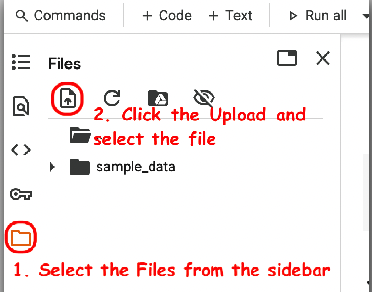 Commands + Code + Text Run all
Files
2. Click the Upload and
select the file
sample_data
1. Select the Files from the sidebar